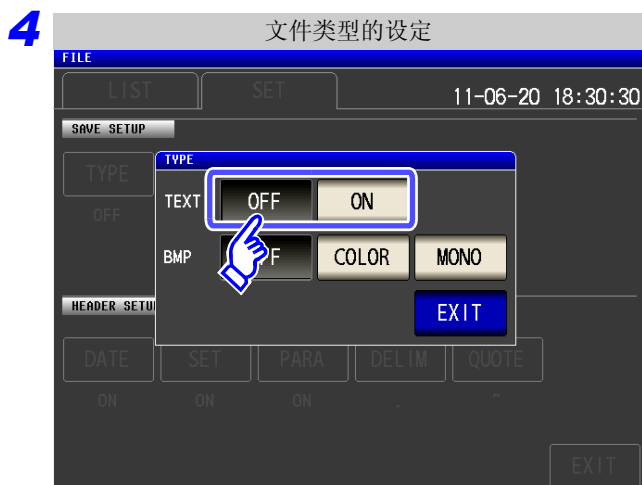 4
文件类型的设定
FILE
LIST SET 11-06-20 18:30:30
SAVE SETUP
TYPE
OFF
TYPE
TEXT OFF ON
BMP COLOR MONO
EXIT
HEADER SETU
DATE SET PARA DELIM QUOTE
ON ON ON , "
EXIT